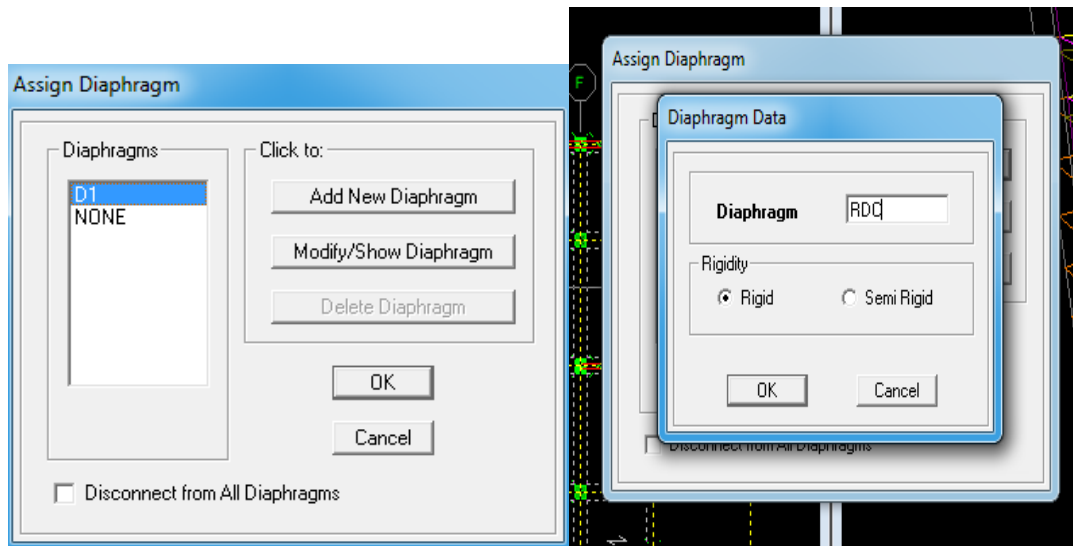 Assign Diaphragm
Diaphragms
D1
NONE
Click to:
Add New Diaphragm
Modify/Show Diaphragm
Delete Diaphragm
OK
Cancel
Disconnect from All Diaphragms
F
Assign Diaphragm
Diaphragm Data
Diaphragm
RDC
Rigidity
Rigid
Semi Rigid
OK
Cancel
Disconnect from All Diaphragms